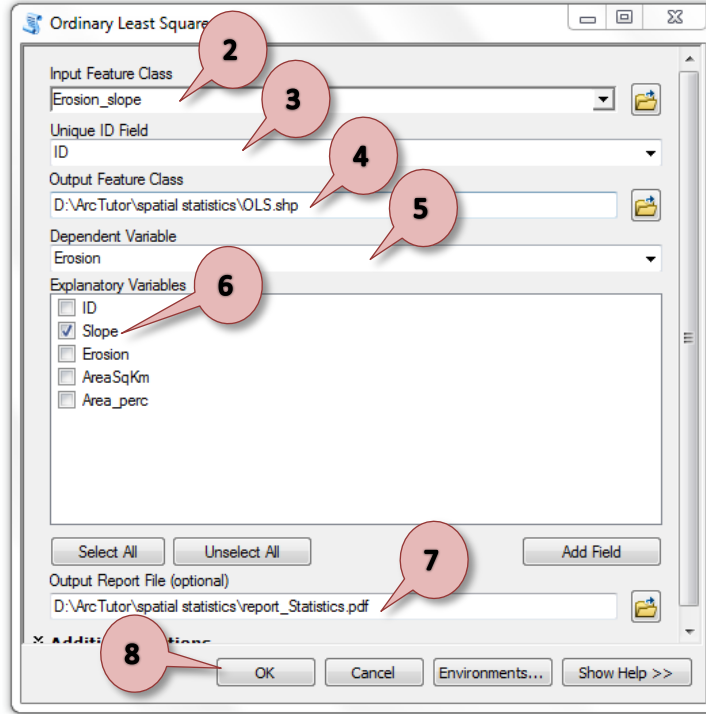 Ordinary Least Square
2
Input Feature Class
Erosion_slope
3
Unique ID Field
ID
4
Output Feature Class
D:\ArcTutor\spatial statistics\OLS.shp
5
Dependent Variable
Erosion
6
Explanatory Variables
ID
Slope
Erosion
AreaSqKm
Area_perc
Select All Unselect All Add Field
7
Output Report File (optional)
D:\ArcTutor\spatial statistics\report_Statistics.pdf
8
OK Cancel Environments... Show Help >>